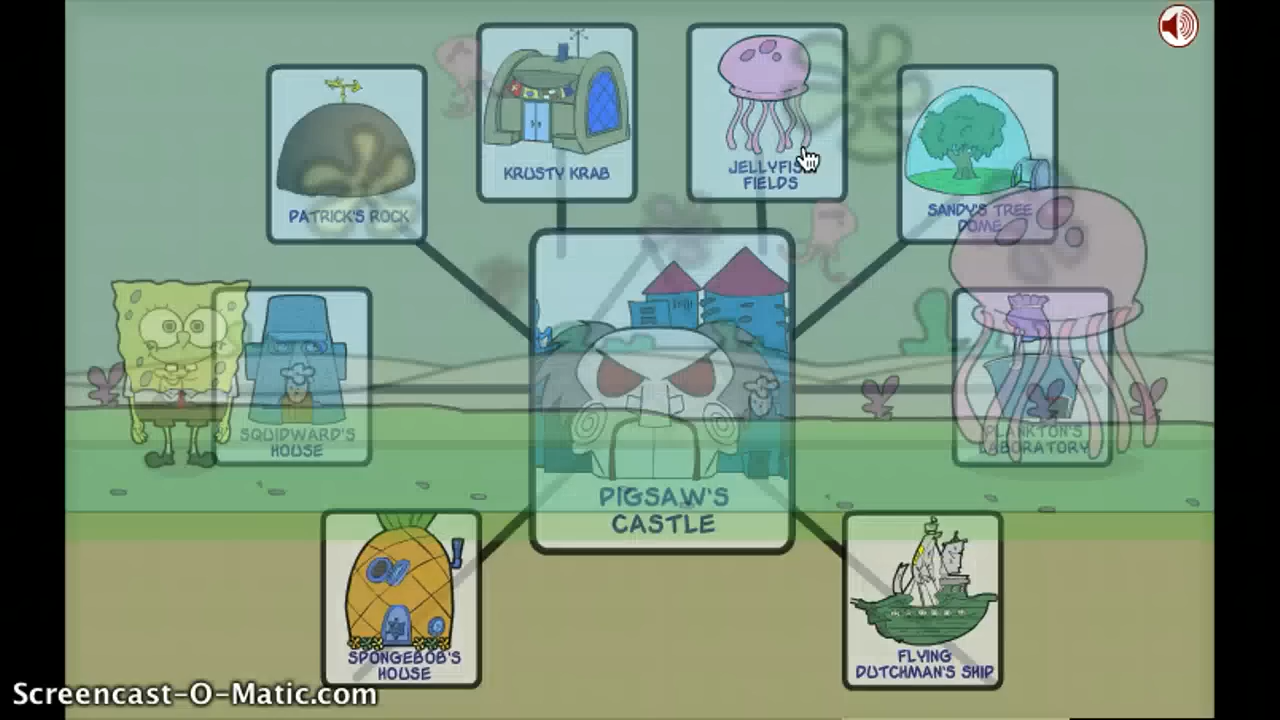 KRUSTY KRAB
JELLYFISH
FIELDS
PATRICK'S ROCK
SANDY'S TREE
DOME
SQUIDWARD'S
HOUSE
PIGSAW'S
CASTLE
PLANKTON'S
LABORATORY
SPONGEBOB'S
HOUSE
FLYING
DUTCHMAN'S SHIP
Screencast-O-Matic.com